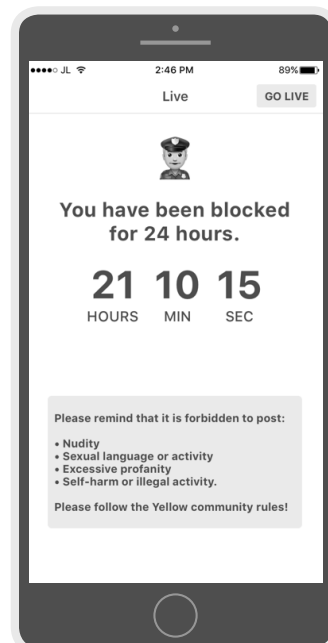 JL 2:46 PM 89%
Live GO LIVE
You have been blocked
for 24 hours.
21 10 15
HOURS MIN SEC
Please remind that it is forbidden to post:
• Nudity
• Sexual language or activity
• Excessive profanity
• Self-harm or illegal activity.
Please follow the Yellow community rules!